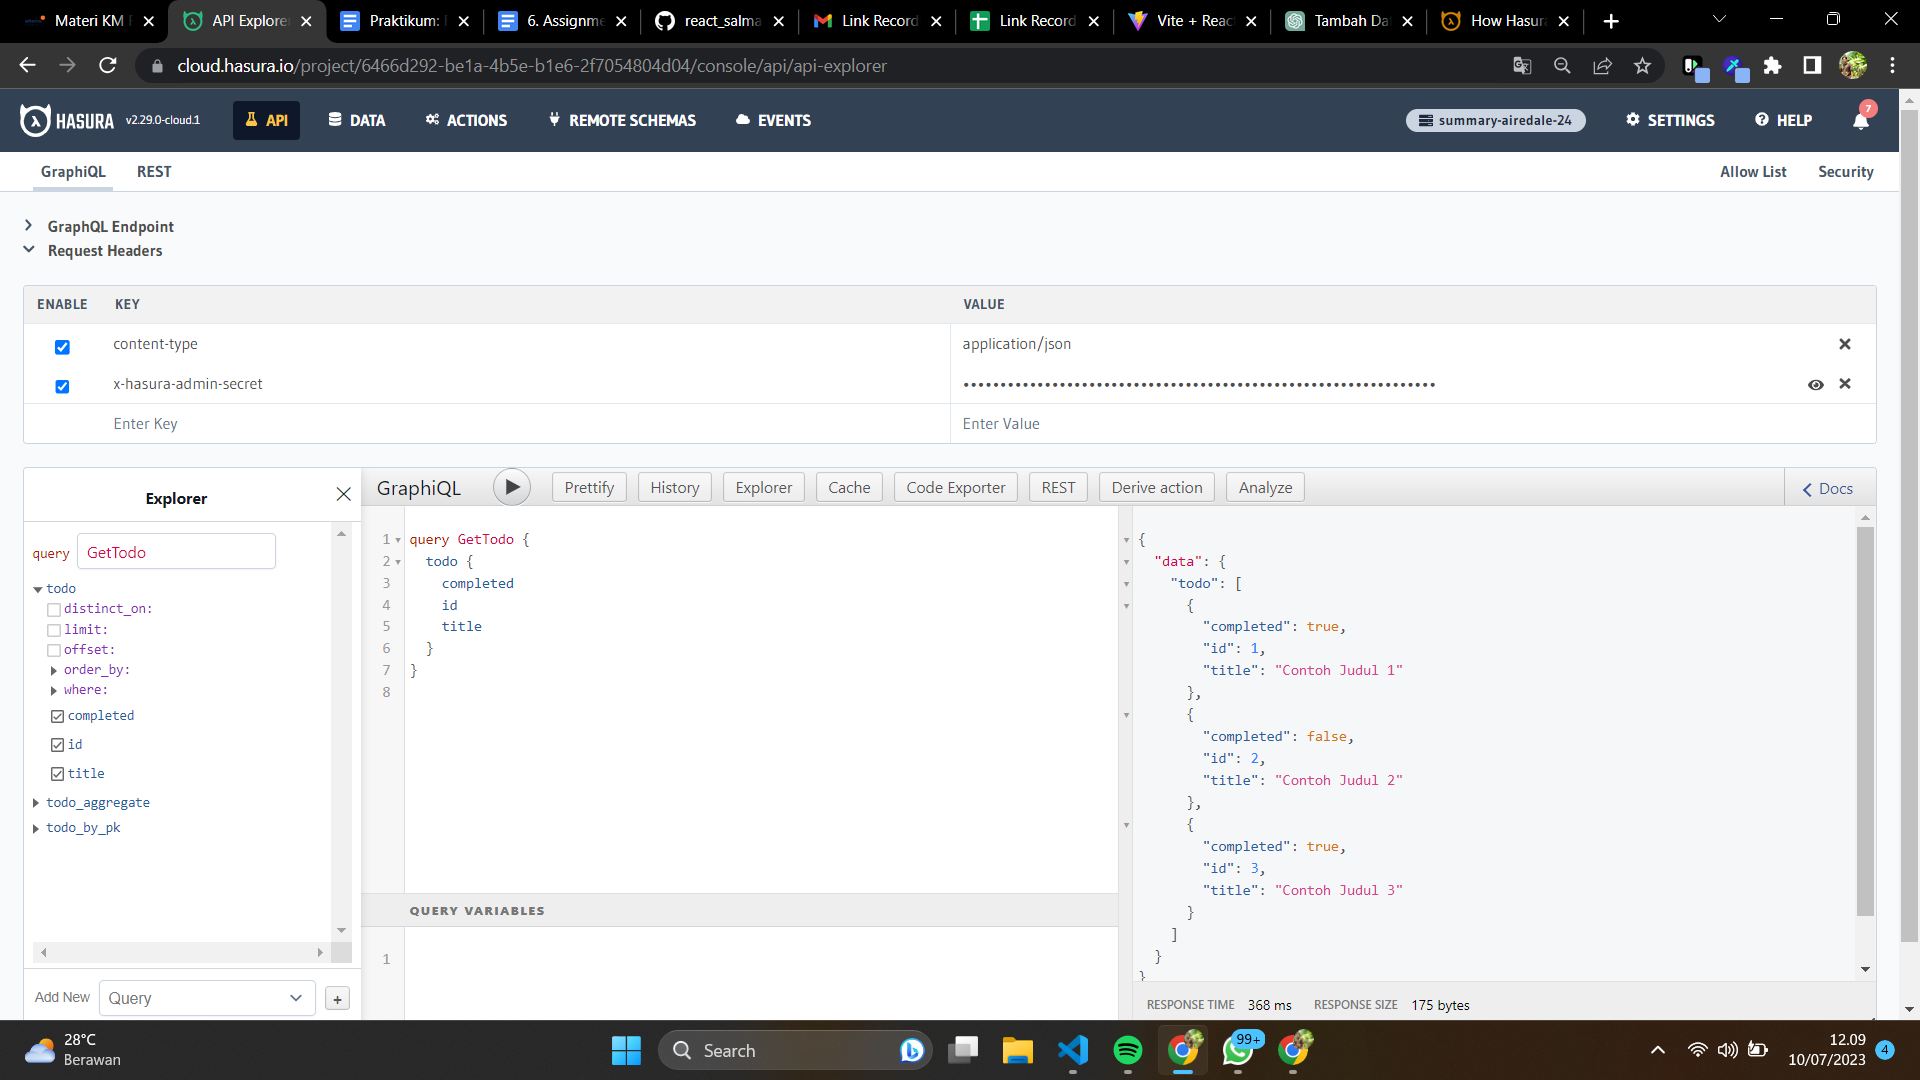 Materi KM
API Explore
Praktikum:
6. Assignme
react_salma
Link Record
Link Record
Vite + Reac
Tambah Da
How Hasura
cloud.hasura.io/project/6466d292-be1a-4b5e-b1e6-2f7054804d04/console/api/api-explorer
HASURA v2.29.0-cloud.1 API DATA ACTIONS REMOTE SCHEMAS EVENTS summary-airedale-24 SETTINGS HELP 7
GraphiQL REST Allow List Security
GraphQL Endpoint
Request Headers
ENABLE KEY VALUE
content-type application/json
x-hasura-admin-secret ••••••••••••••••••••••••••••••••••••••••••••••••••••••••••••••••
Enter Key Enter Value
Explorer
GraphiQL Prettify History Explorer Cache Code Exporter REST Derive action Analyze Docs
query GetTodo
todo
distinct_on:
limit:
offset:
order_by:
where:
completed
id
title
todo_aggregate
todo_by_pk
Add New Query +
1 query GetTodo {
2 todo {
3 completed
4 id
5 title
6 }
7 }
8
QUERY VARIABLES
1
{
"data": {
"todo": [
{
"completed": true,
"id": 1,
"title": "Contoh Judul 1"
},
{
"completed": false,
"id": 2,
"title": "Contoh Judul 2"
},
{
"completed": true,
"id": 3,
"title": "Contoh Judul 3"
}
]
}
}
RESPONSE TIME 368 ms RESPONSE SIZE 175 bytes
28°C
Berawan
Search
99+
12.09
10/07/2023
4